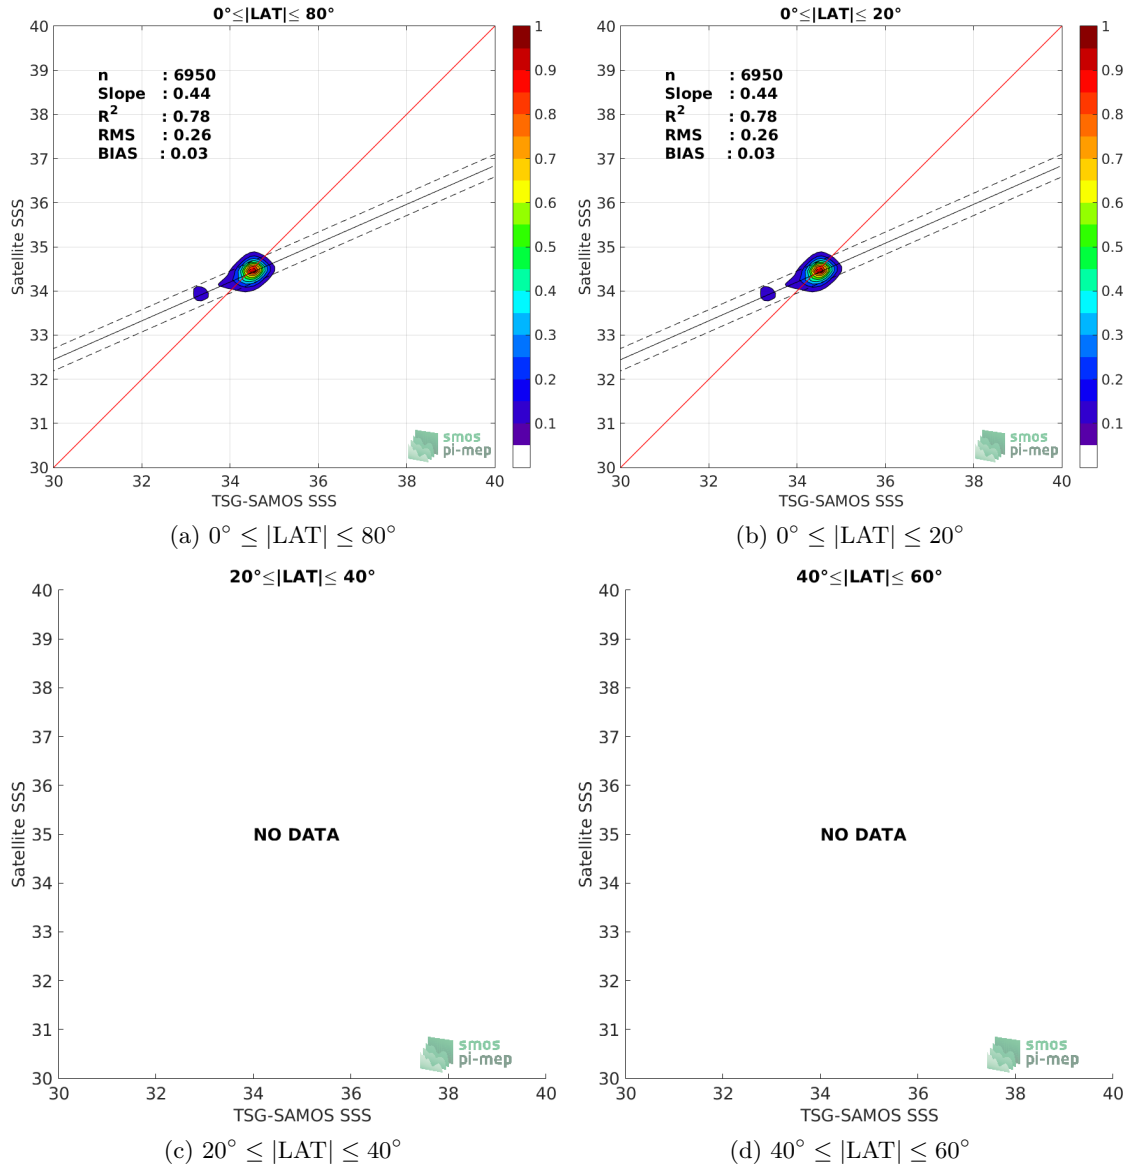 0°≤|LAT|≤ 80°
40
39
38
37
36
35
34
33
32
31
30
Satellite SSS
n : 6950
Slope : 0.44
R² : 0.78
RMS : 0.26
BIAS : 0.03
smos
pi-mep
30 32 34 36 38 40
TSG-SAMOS SSS
1
0.9
0.8
0.7
0.6
0.5
0.4
0.3
0.2
0.1
(a) 0° ≤ |LAT| ≤ 80°
0°≤|LAT|≤ 20°
40
39
38
37
36
35
34
33
32
31
30
Satellite SSS
n : 6950
Slope : 0.44
R² : 0.78
RMS : 0.26
BIAS : 0.03
smos
pi-mep
30 32 34 36 38 40
TSG-SAMOS SSS
1
0.9
0.8
0.7
0.6
0.5
0.4
0.3
0.2
0.1
(b) 0° ≤ |LAT| ≤ 20°
20°≤|LAT|≤ 40°
40
39
38
37
36
35
34
33
32
31
30
Satellite SSS
NO DATA
smos
pi-mep
30 32 34 36 38 40
TSG-SAMOS SSS
(c) 20° ≤ |LAT| ≤ 40°
40°≤|LAT|≤ 60°
40
39
38
37
36
35
34
33
32
31
30
Satellite SSS
NO DATA
smos
pi-mep
30 32 34 36 38 40
TSG-SAMOS SSS
(d) 40° ≤ |LAT| ≤ 60°